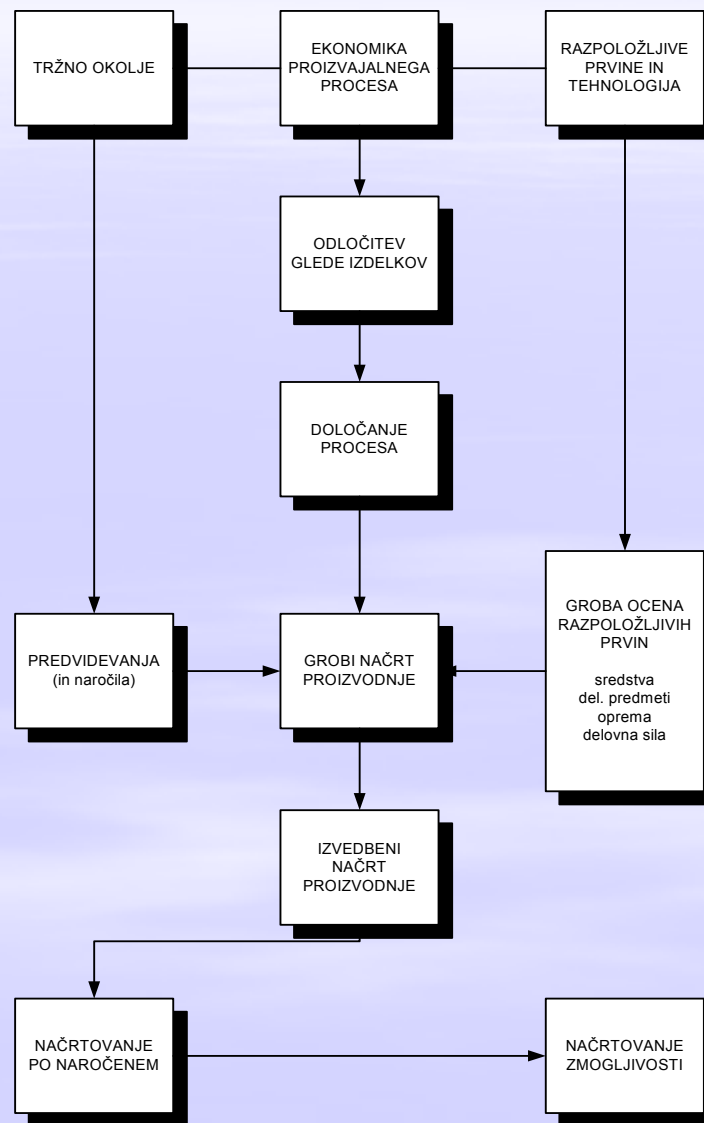 TRŽNO OKOLJE
EKONOMIKA
PROIZVAJALNEGA
PROCESA
RAZPOLOŽLJIVE
PRVINE IN
TEHNOLOGIJA
ODLOČITEV
GLEDE IZDELKOV
DOLOČANJE
PROCESA
PREDVIDEVANJA
(in naročila)
GROBI NAČRT
PROIZVODNJE
GROBA OCENA
RAZPOLOŽLJIVIH
PRVIN
sredstva
del. predmeti
oprema
delovna sila
IZVEDBENI
NAČRT
PROIZVODNJE
NAČRTOVANJE
PO NAROČENEM
NAČRTOVANJE
ZMOGLJIVOSTI